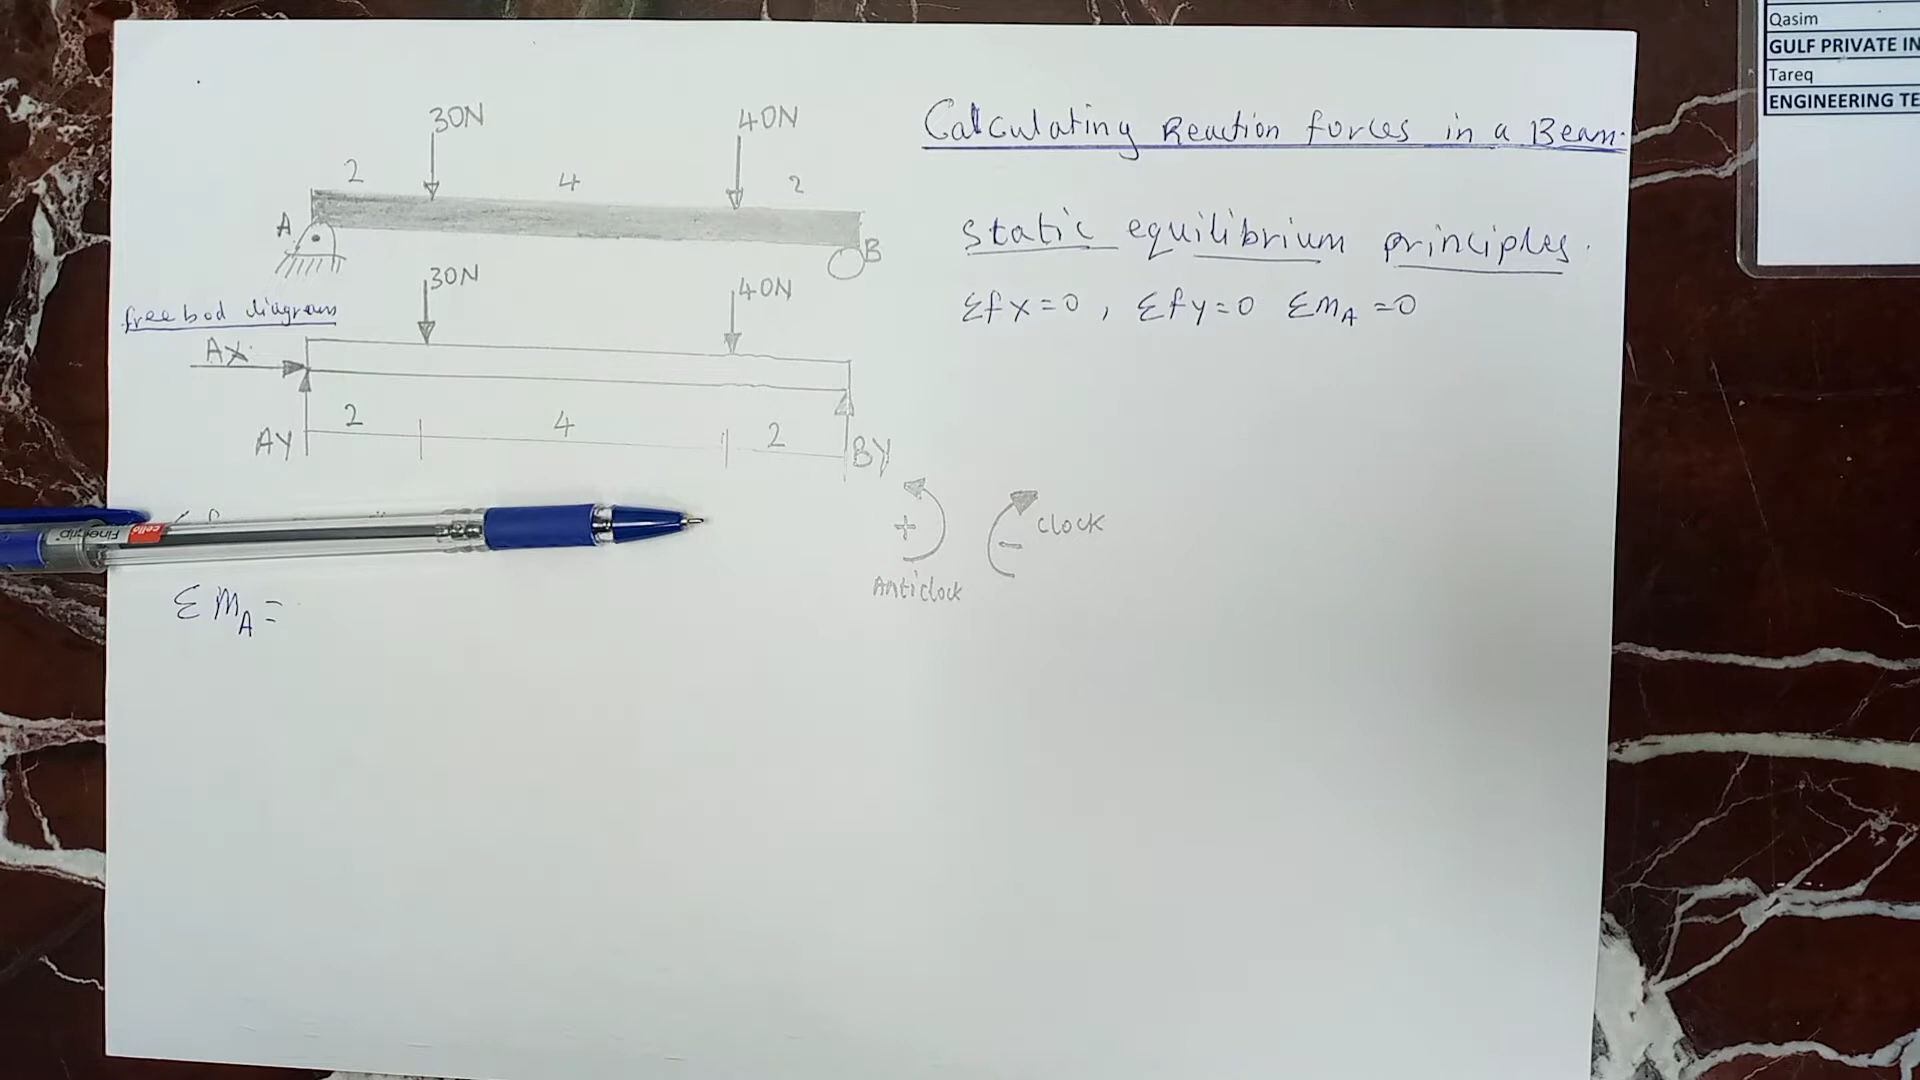 Calculating Reaction forces in a Beam.
static equilibrium principles.
Σfx=0, Σfy=0 ΣmA=0
30N 40N
2 4 2
A B
30N 40N
free bod diagram
AX
2 4 2
AY BY
+ - clock
Anticlock
ΣMA=
cello
Finegrip
Qasim
GULF PRIVATE IN
Tareq
ENGINEERING TE